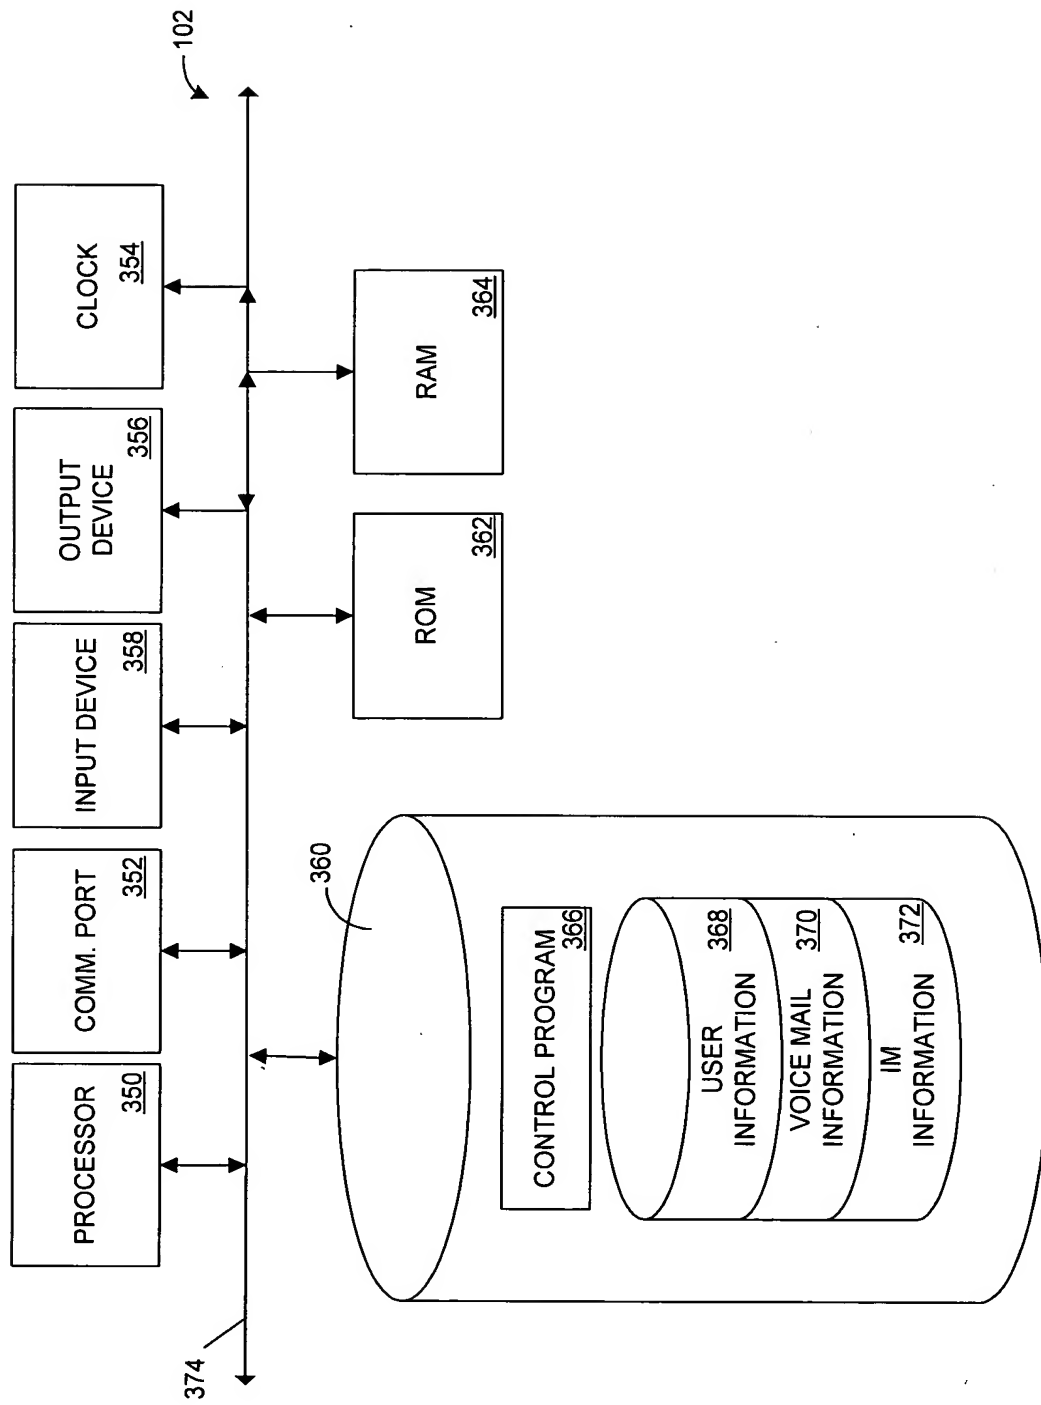 102
PROCESSOR
350
COMM. PORT
352
INPUT DEVICE
358
OUTPUT
DEVICE
356
CLOCK
354
374
360
ROM
362
RAM
364
CONTROL PROGRAM
366
USER
INFORMATION
368
VOICE MAIL
INFORMATION
370
IM
INFORMATION
372